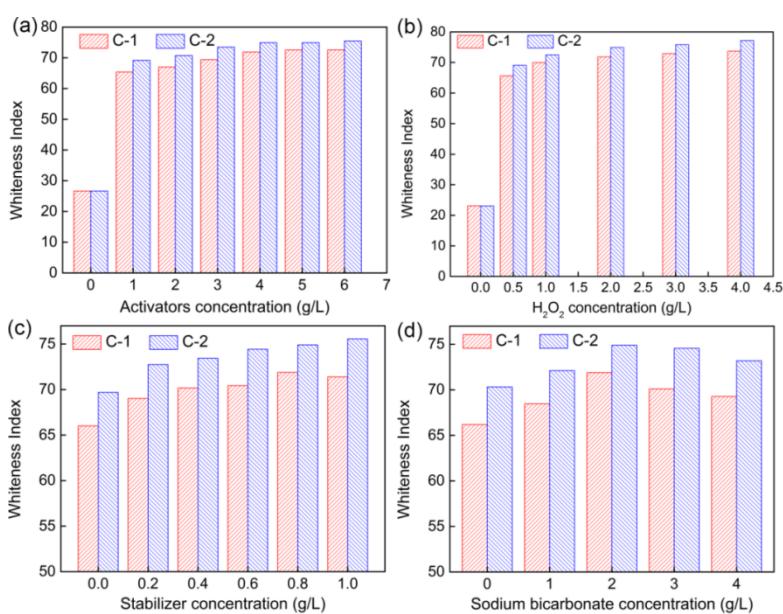 (a)
C-1
C-2
80
70
60
50
40
30
20
10
0
Whiteness Index
0 1 2 3 4 5 6 7
Activators concentration (g/L)
(b)
C-1
C-2
80
70
60
50
40
30
20
10
0
Whiteness Index
0.0 0.5 1.0 1.5 2.0 2.5 3.0 3.5 4.0 4.5
H₂O₂ concentration (g/L)
(c)
C-1
C-2
75
70
65
60
55
50
Whiteness Index
0.0 0.2 0.4 0.6 0.8 1.0
Stabilizer concentration (g/L)
(d)
C-1
C-2
75
70
65
60
55
50
Whiteness Index
0 1 2 3 4
Sodium bicarbonate concentration (g/L)